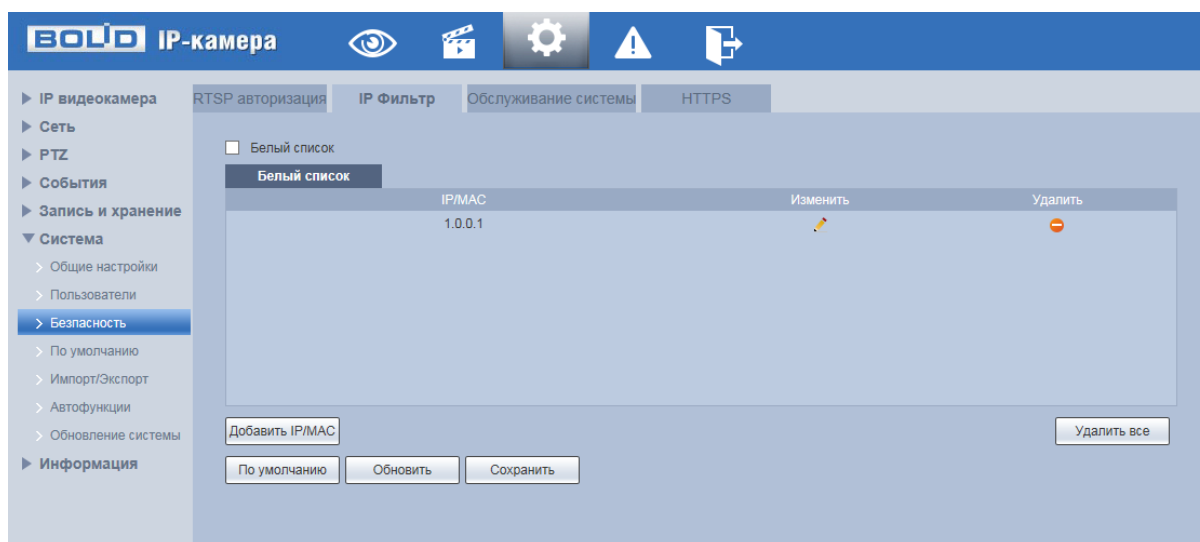 BOLID IP-камера
IP видеокамера
Сеть
PTZ
События
Запись и хранение
Система
Общие настройки
Пользователи
Безпасность
По умолчанию
Импорт/Экспорт
Автофункции
Обновление системы
Информация
RTSP авторизация IP Фильтр Обслуживание системы HTTPS
Белый список
Белый список
IP/MAC Изменить Удалить
1.0.0.1
Добавить IP/MAC Удалить все
По умолчанию Обновить Сохранить